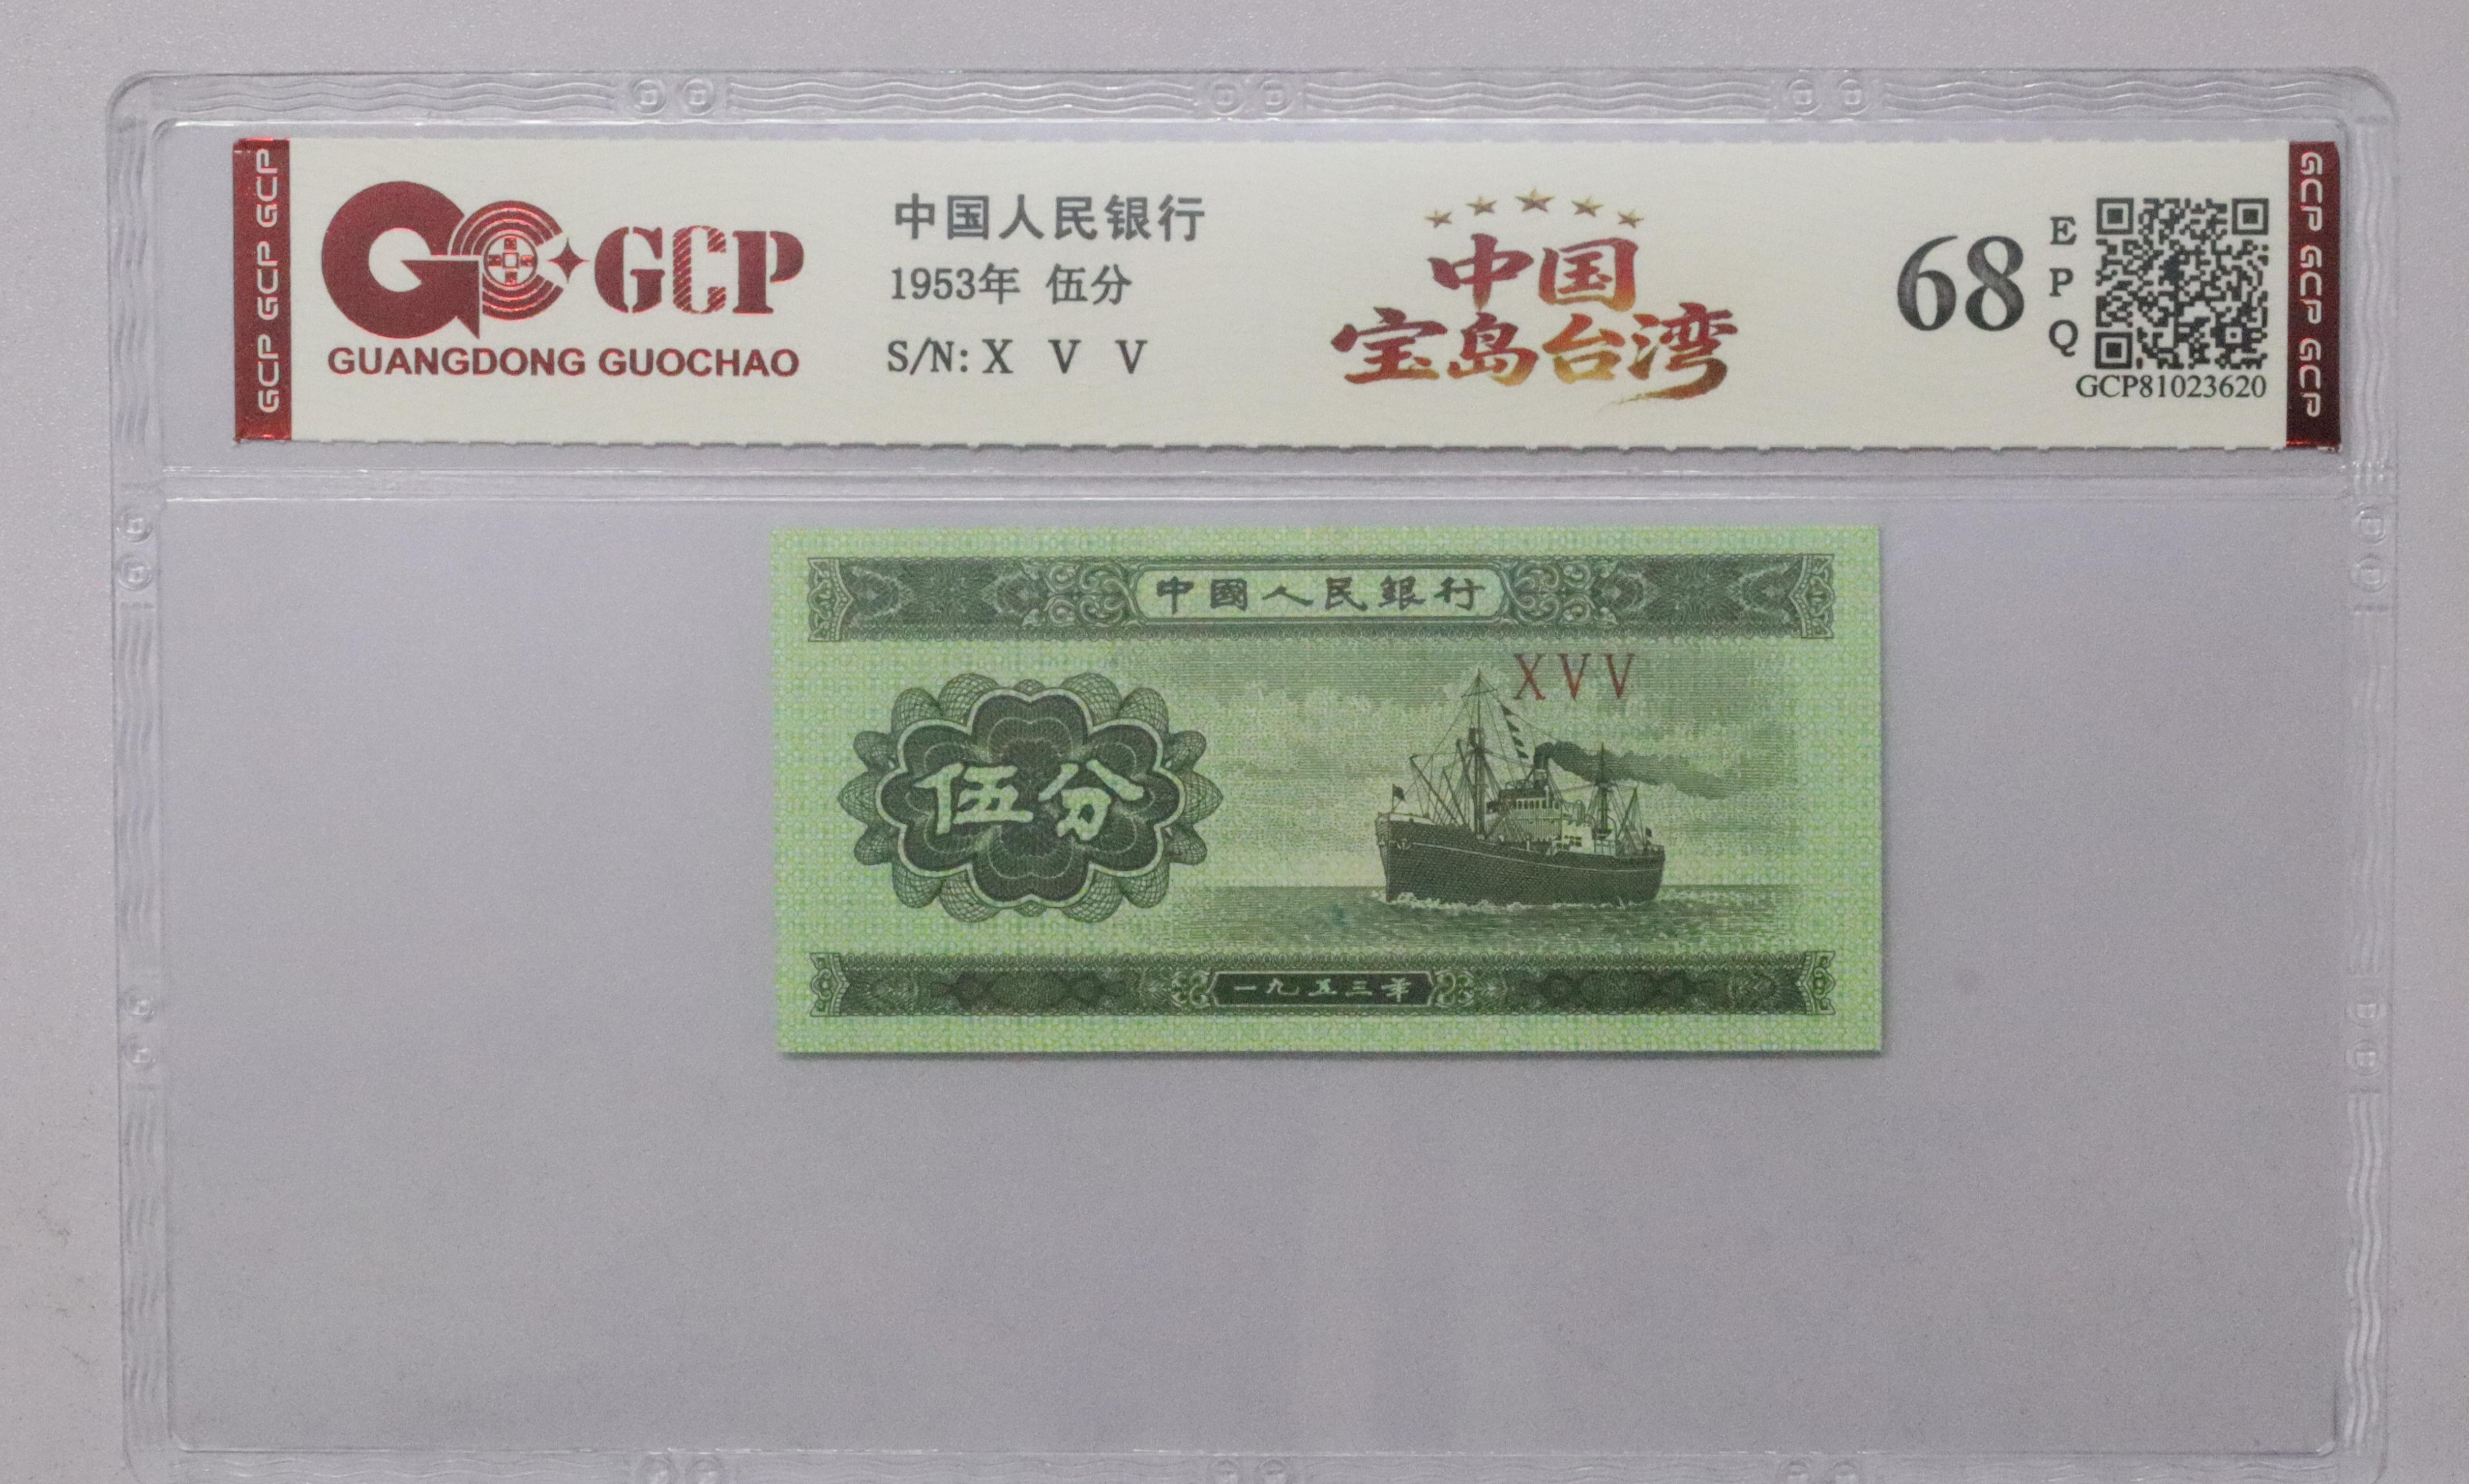 GCP GCP GCP
GCP
GUANGDONG GUOCHAO
中国人民银行
1953年 伍分
S/N: X V V
中国
宝岛台湾
68
E
P
Q
GCP81023620
GCP GCP GCP
中國人民銀行
XVV
伍分
一九五三年